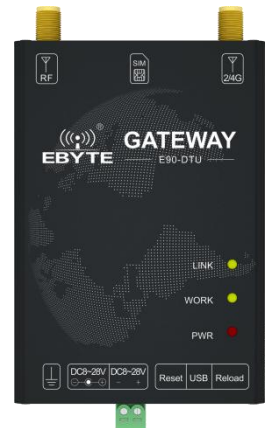 RF
SIM
2/4G
EBYTE ®
GATEWAY
E90-DTU
LINK
WORK
PWR
DC8~28V DC8~28V Reset USB Reload
- + - +